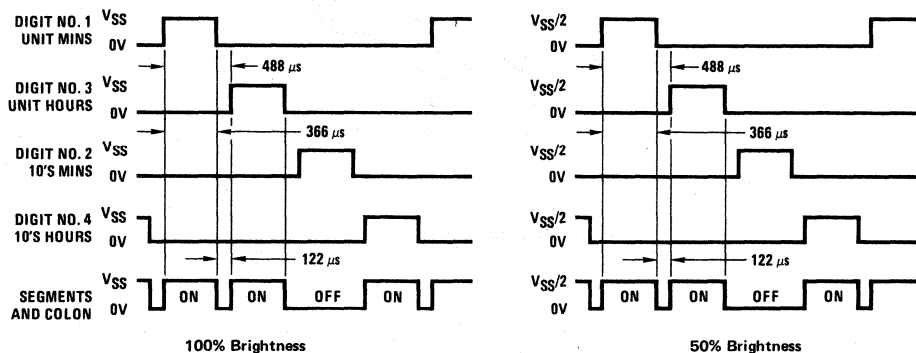 DIGIT NO. 1 VSS VSS/2
UNIT MINS 0V 0V
488 µs 488 µs
DIGIT NO. 3 VSS VSS/2
UNIT HOURS 0V 0V
366 µs 366 µs
DIGIT NO. 2 VSS VSS/2
10'S MINS 0V 0V
DIGIT NO. 4 VSS VSS/2
10'S HOURS 0V 0V
122 µs 122 µs
VSS VSS/2
SEGMENTS ON ON OFF ON ON ON OFF ON
AND COLON 0V 0V
100% Brightness 50% Brightness